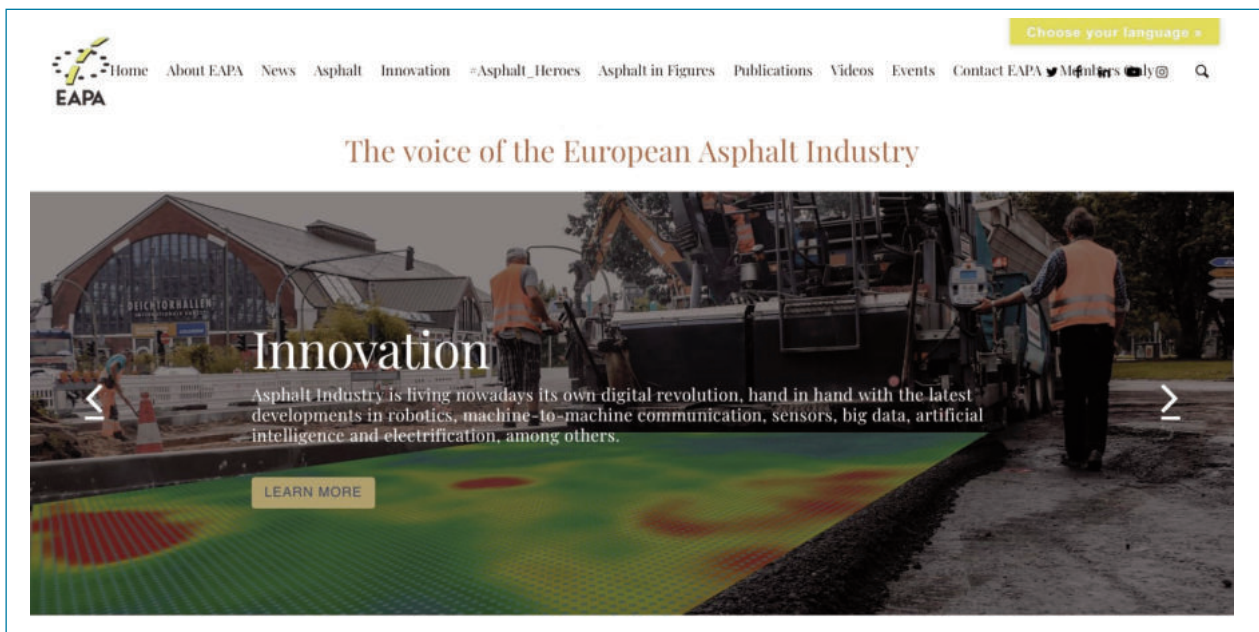 Choose your language »
EAPA
Home About EAPA News Asphalt Innovation #Asphalt_Heroes Asphalt in Figures Publications Videos Events Contact EAPA Members Only
The voice of the European Asphalt Industry
DEICHTORHALLEN
Innovation
Asphalt Industry is living nowadays its own digital revolution, hand in hand with the latest
developments in robotics, machine-to-machine communication, sensors, big data, artificial
intelligence and electrification, among others.
LEARN MORE